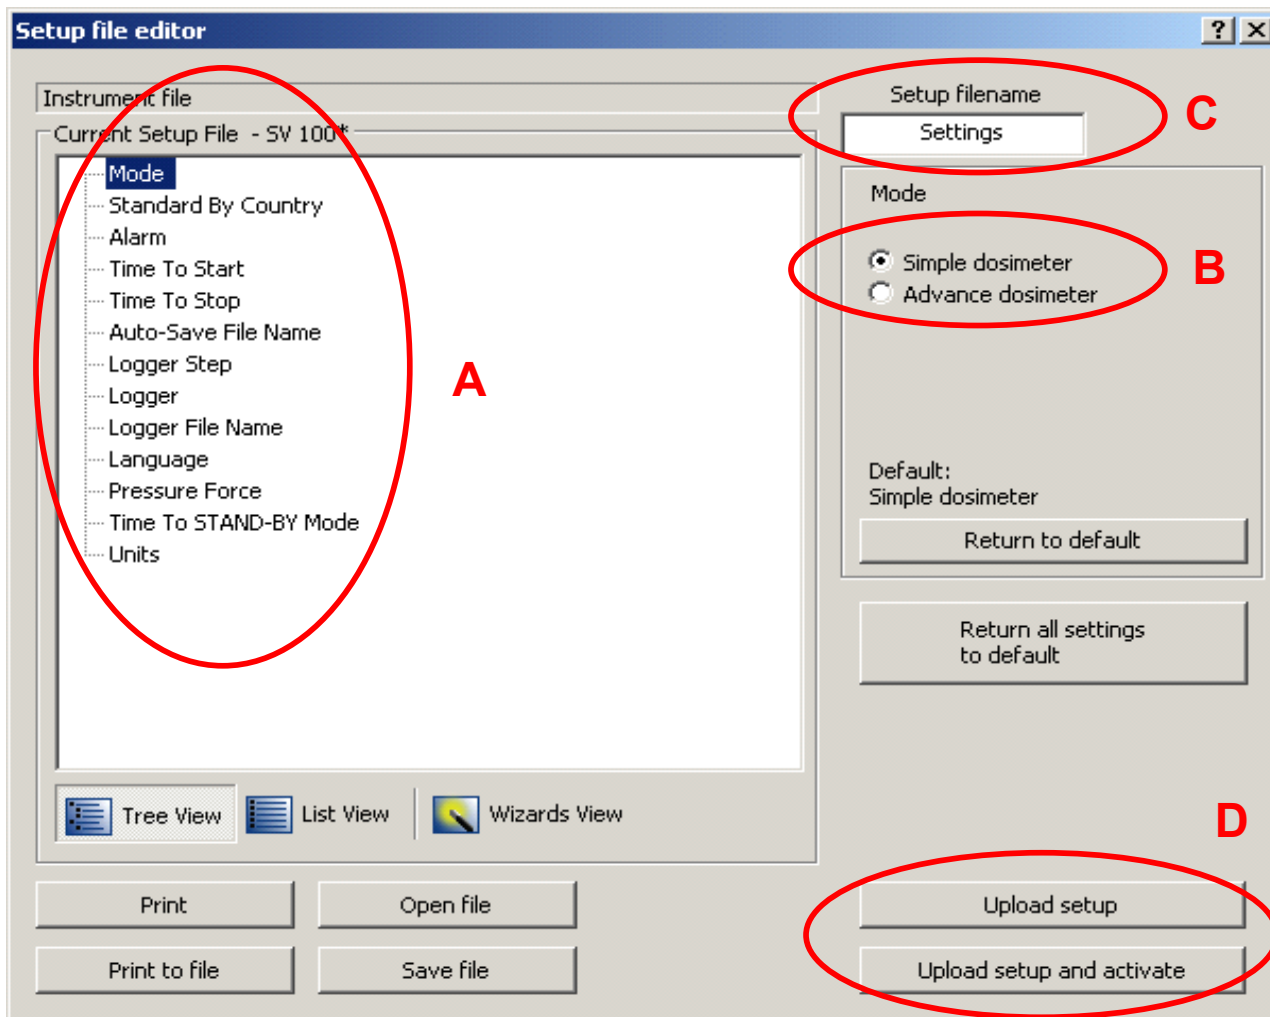 Setup file editor
Instrument file
Current Setup File - SV 100*
Mode
Standard By Country
Alarm
Time To Start
Time To Stop
Auto-Save File Name
Logger Step
Logger
Logger File Name
Language
Pressure Force
Time To STAND-BY Mode
Units
A
Tree View
List View
Wizards View
Setup filename
Settings
C
Mode
Simple dosimeter
Advance dosimeter
B
Default:
Simple dosimeter
Return to default
Return all settings
to default
D
Print
Open file
Upload setup
Print to file
Save file
Upload setup and activate